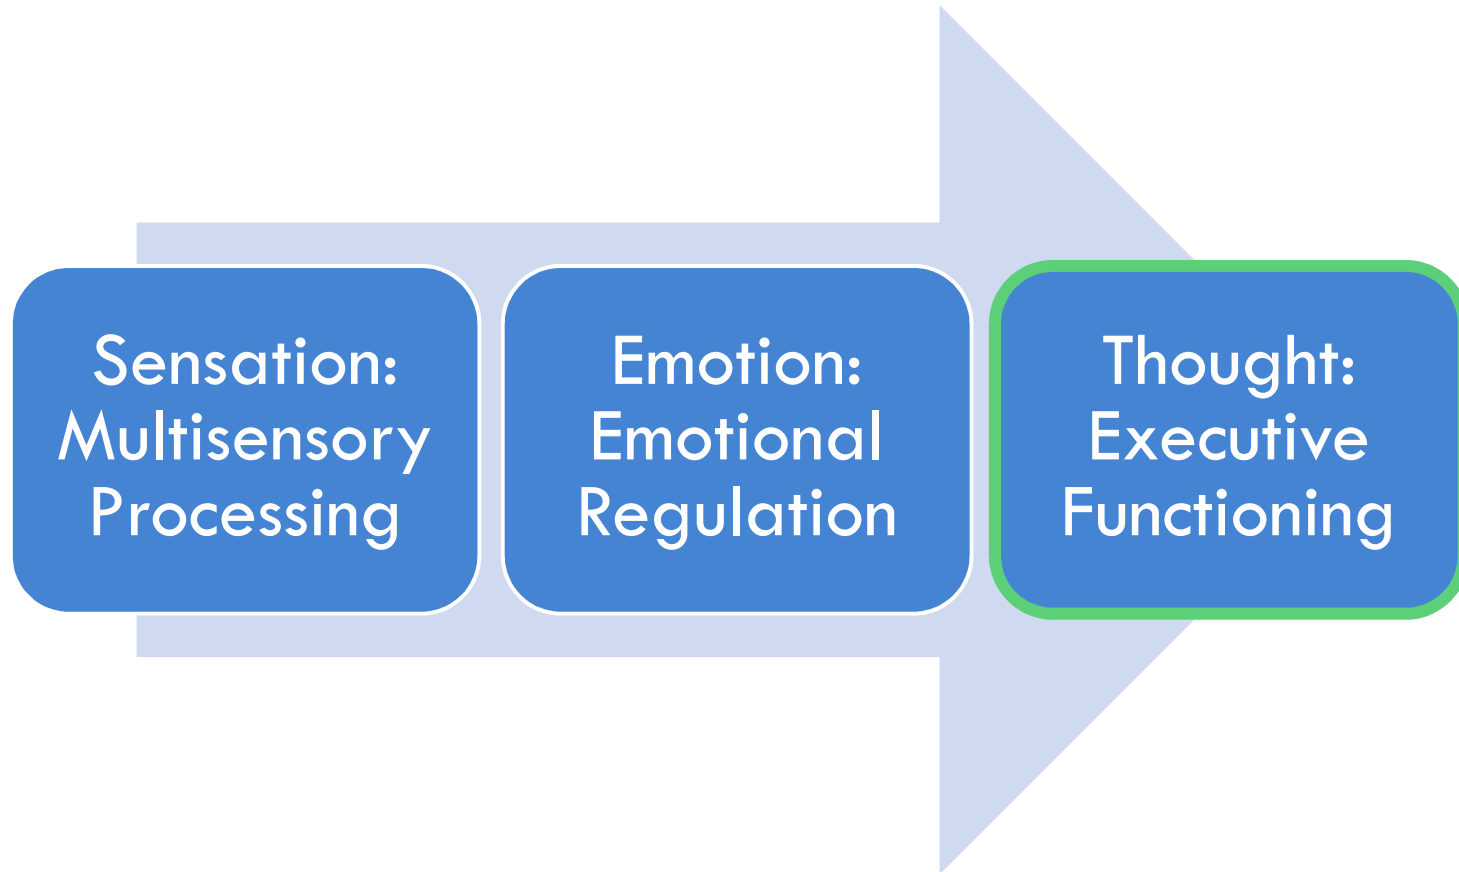 Sensation:
Multisensory
Processing
Emotion:
Emotional
Regulation
Thought:
Executive
Functioning